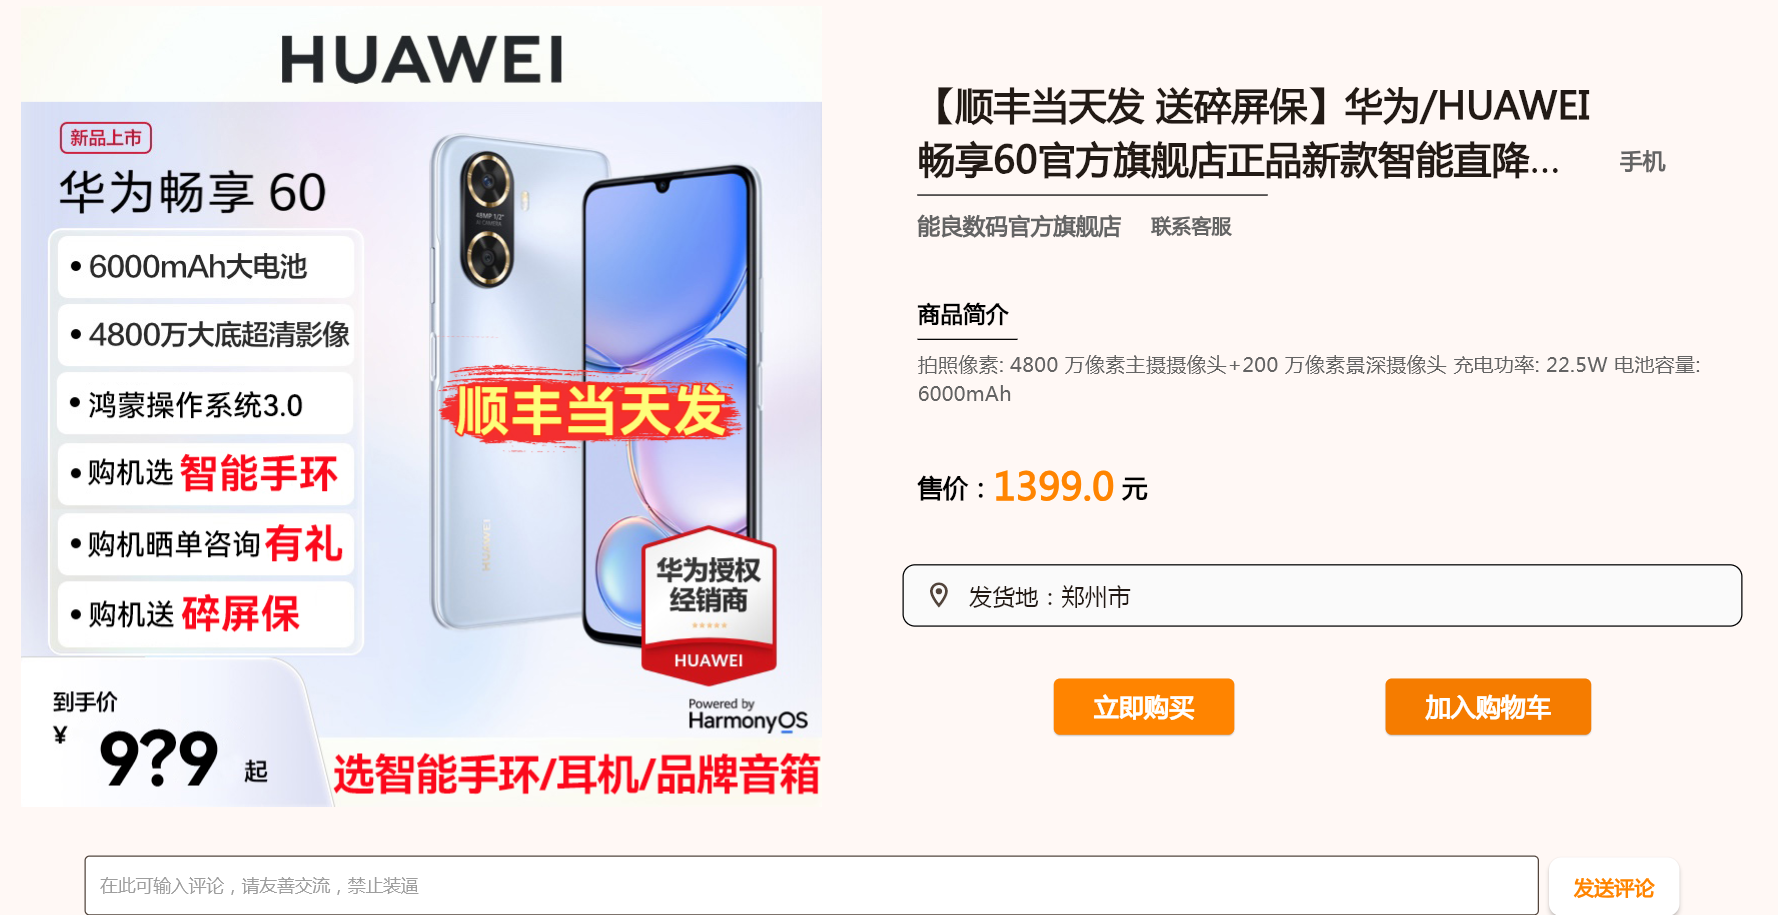 HUAWEI
新品上市
华为畅享 60
• 6000mAh大电池
• 4800万大底超清影像
• 鸿蒙操作系统3.0
• 购机选 智能手环
• 购机晒单咨询 有礼
• 购机送 碎屏保
48MP 1/2"
HUAWEI
顺丰当天发
华为授权
经销商
HUAWEI
Powered by
HarmonyOS
到手价
¥ 9?9 起
选智能手环/耳机/品牌音箱
【顺丰当天发 送碎屏保】华为/HUAWEI
畅享60官方旗舰店正品新款智能直降...
手机
能良数码官方旗舰店 联系客服
商品简介
拍照像素: 4800 万像素主摄摄像头+200 万像素景深摄像头 充电功率: 22.5W 电池容量:
6000mAh
售价：1399.0 元
发货地：郑州市
立即购买 加入购物车
在此可输入评论，请友善交流，禁止装逼
发送评论